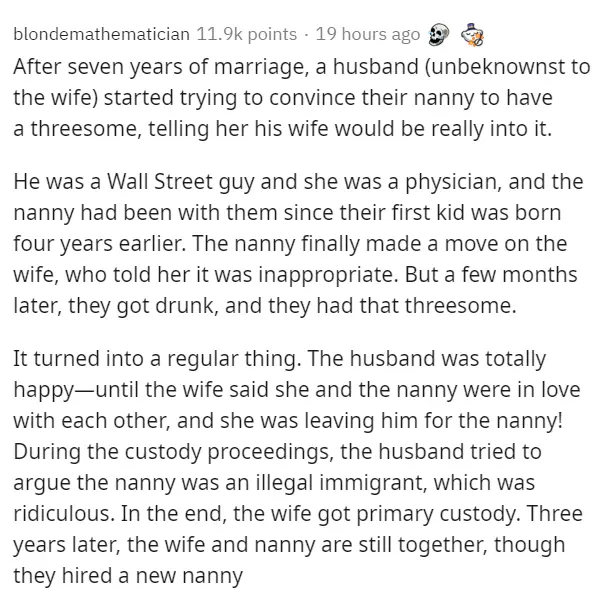 blondemathematician 11.9k points · 19 hours ago
After seven years of marriage, a husband (unbeknownst to
the wife) started trying to convince their nanny to have
a threesome, telling her his wife would be really into it.
He was a Wall Street guy and she was a physician, and the
nanny had been with them since their first kid was born
four years earlier. The nanny finally made a move on the
wife, who told her it was inappropriate. But a few months
later, they got drunk, and they had that threesome.
It turned into a regular thing. The husband was totally
happy—until the wife said she and the nanny were in love
with each other, and she was leaving him for the nanny!
During the custody proceedings, the husband tried to
argue the nanny was an illegal immigrant, which was
ridiculous. In the end, the wife got primary custody. Three
years later, the wife and nanny are still together, though
they hired a new nanny